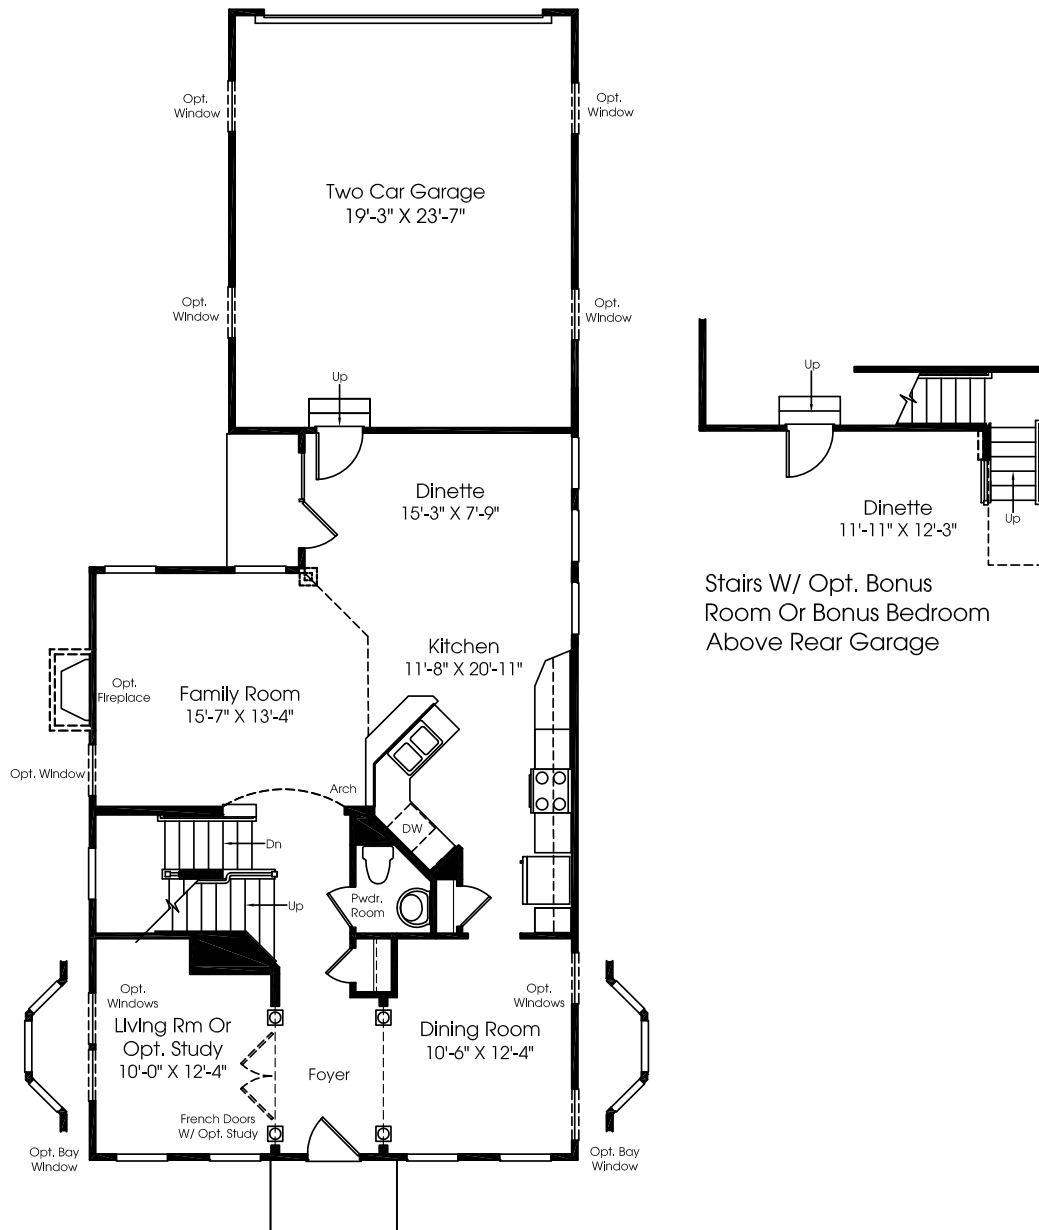 Opt.
Window
Opt.
Window
Two Car Garage
19'-3" X 23'-7"
Opt.
Window
Opt.
Window
Up
Dinette
15'-3" X 7'-9"
Kitchen
11'-8" X 20'-11"
Opt.
Fireplace
Family Room
15'-7" X 13'-4"
Opt. Window
Arch
DW
Dn
Up
Pwdr.
Room
Opt.
Windows
Living Rm Or
Opt. Study
10'-0" X 12'-4"
Foyer
Opt.
Windows
Dining Room
10'-6" X 12'-4"
French Doors
W/ Opt. Study
Opt. Bay
Window
Opt. Bay
Window
Up
Up
Dinette
11'-11" X 12'-3"
Stairs W/ Opt. Bonus
Room Or Bonus Bedroom
Above Rear Garage